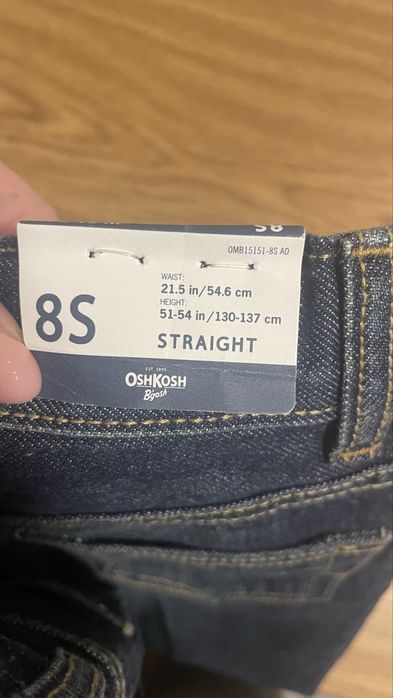 8S
OMB15151-8S A0
8S
WAIST:
21.5 in/54.6 cm
HEIGHT:
51-54 in/130-137 cm
STRAIGHT
EST 1895
OSHKOSH
B'gosh